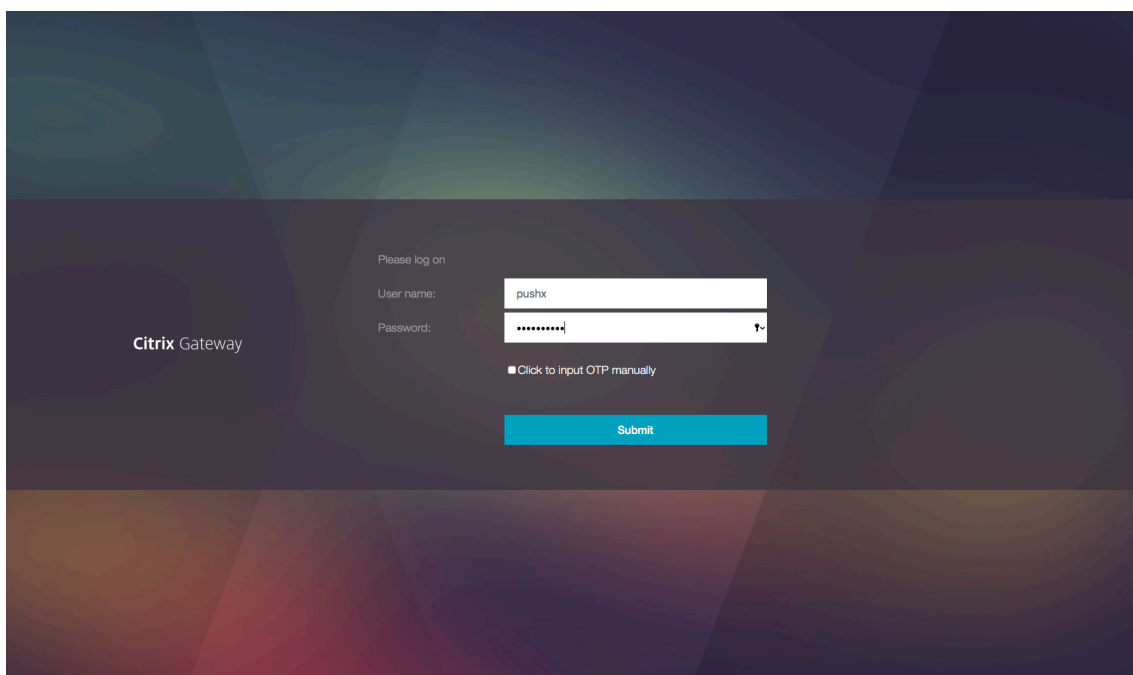 Please log on
User name:
pushx
Password:
••••••••••
Citrix Gateway
Click to input OTP manually
Submit